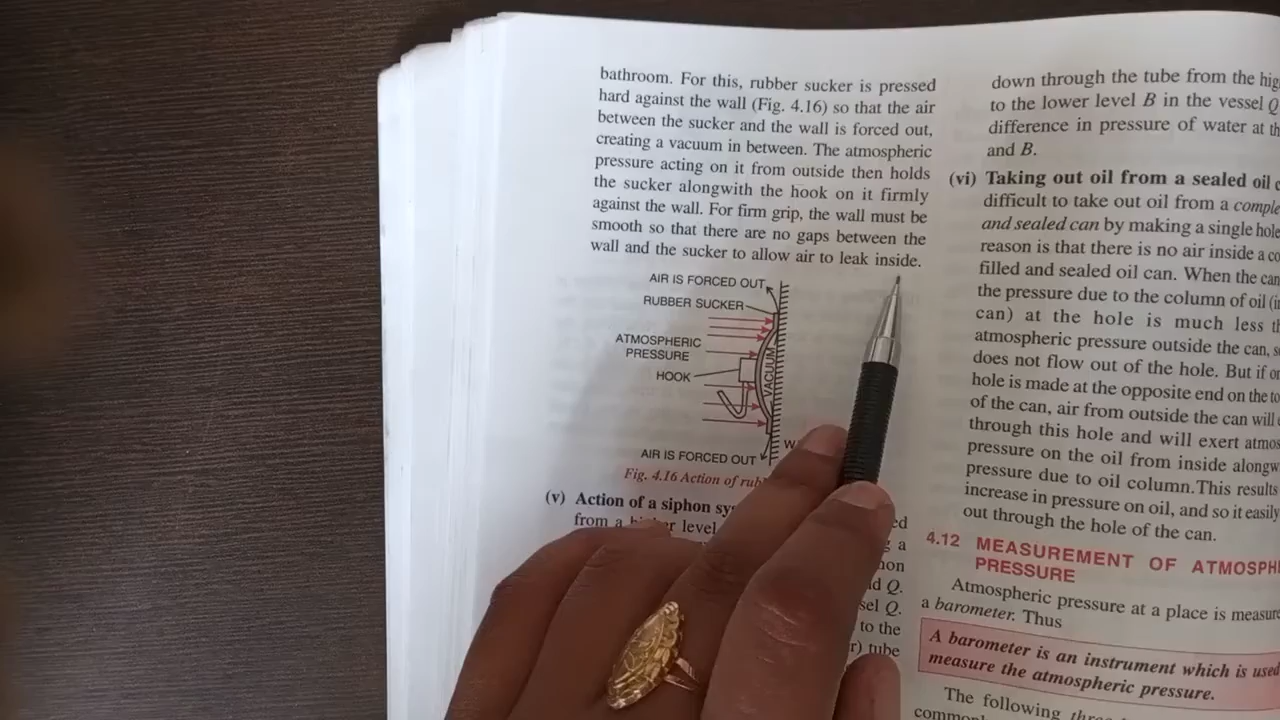 bathroom. For this, rubber sucker is pressed
hard against the wall (Fig. 4.16) so that the air
between the sucker and the wall is forced out,
creating a vacuum in between. The atmospheric
pressure acting on it from outside then holds
the sucker alongwith the hook on it firmly
against the wall. For firm grip, the wall must be
smooth so that there are no gaps between the
wall and the sucker to allow air to leak inside.
AIR IS FORCED OUT
RUBBER SUCKER
ATMOSPHERIC
PRESSURE
HOOK
VACUUM
AIR IS FORCED OUT
Fig. 4.16 Action of
(v) Action of a siphon
from a level
a
Q.
Q.
to the
tube
down through the tube from the
to the lower level B in the vessel Q
difference in pressure of water at
and B.
(vi) Taking out oil from a sealed oil
difficult to take out oil from a
and sealed can by making a single hole
reason is that there is no air inside a
filled and sealed oil can. When the can
the pressure due to the column of oil
can) at the hole is much less
atmospheric pressure outside the can,
does not flow out of the hole. But if
hole is made at the opposite end on the
of the can, air from outside the can will
through this hole and will exert
pressure on the oil from inside
pressure due to oil column. This results
increase in pressure on oil, and so it easily
out through the hole of the can.
4.12 MEASUREMENT OF
PRESSURE
Atmospheric pressure at a place is
a barometer. Thus
A barometer is an instrument which is used
measure the atmospheric pressure.
The following